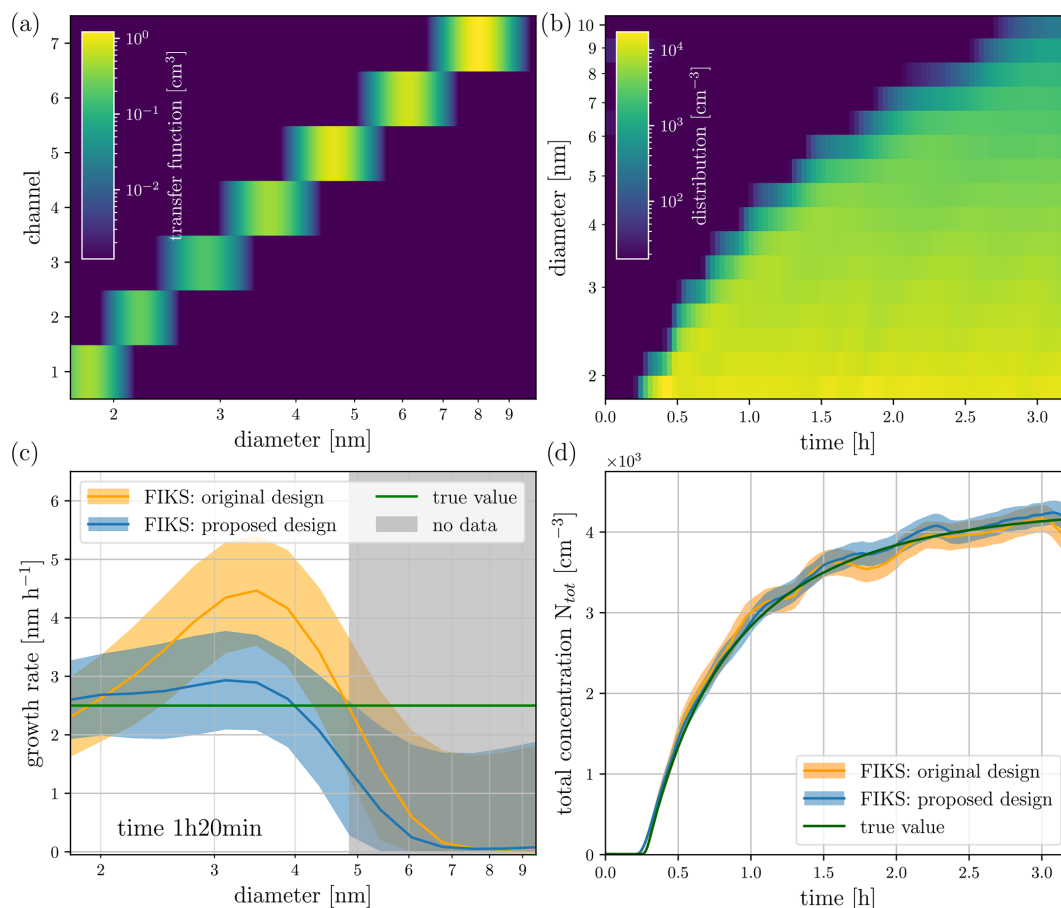 (a)
7
6
5
4
3
2
1
channel
10^0
10^-1
10^-2
transfer function [cm^3]
2
3
4
5
6
7
8
9
diameter [nm]
(b)
10
9
8
7
6
5
4
3
2
diameter [nm]
10^4
10^3
10^2
distribution [cm^-3]
0.0
0.5
1.0
1.5
2.0
2.5
3.0
time [h]
(c)
6
5
4
3
2
1
0
growth rate [nm h^-1]
FIKS: original design
FIKS: proposed design
true value
no data
time 1h20min
2
3
4
5
6
7
8
9
diameter [nm]
(d)
×10^3
4
3
2
1
0
total concentration N_tot [cm^-3]
FIKS: original design
FIKS: proposed design
true value
0.0
0.5
1.0
1.5
2.0
2.5
3.0
time [h]